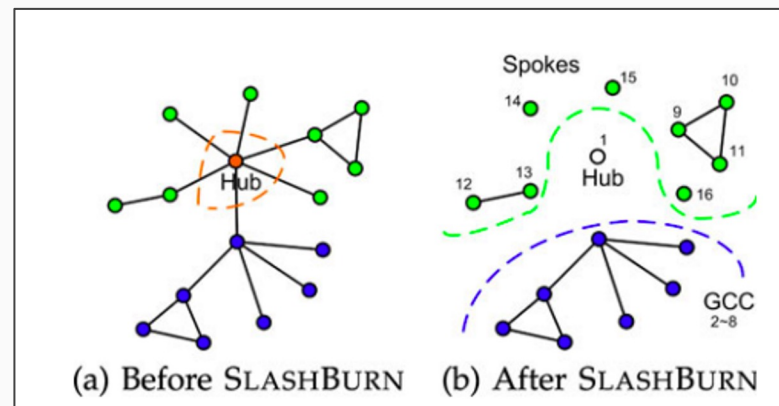 Hub
(a) Before SLASHBURN
Spokes
15
14
10
9
1
Hub
11
13
12
16
GCC
2~8
(b) After SLASHBURN